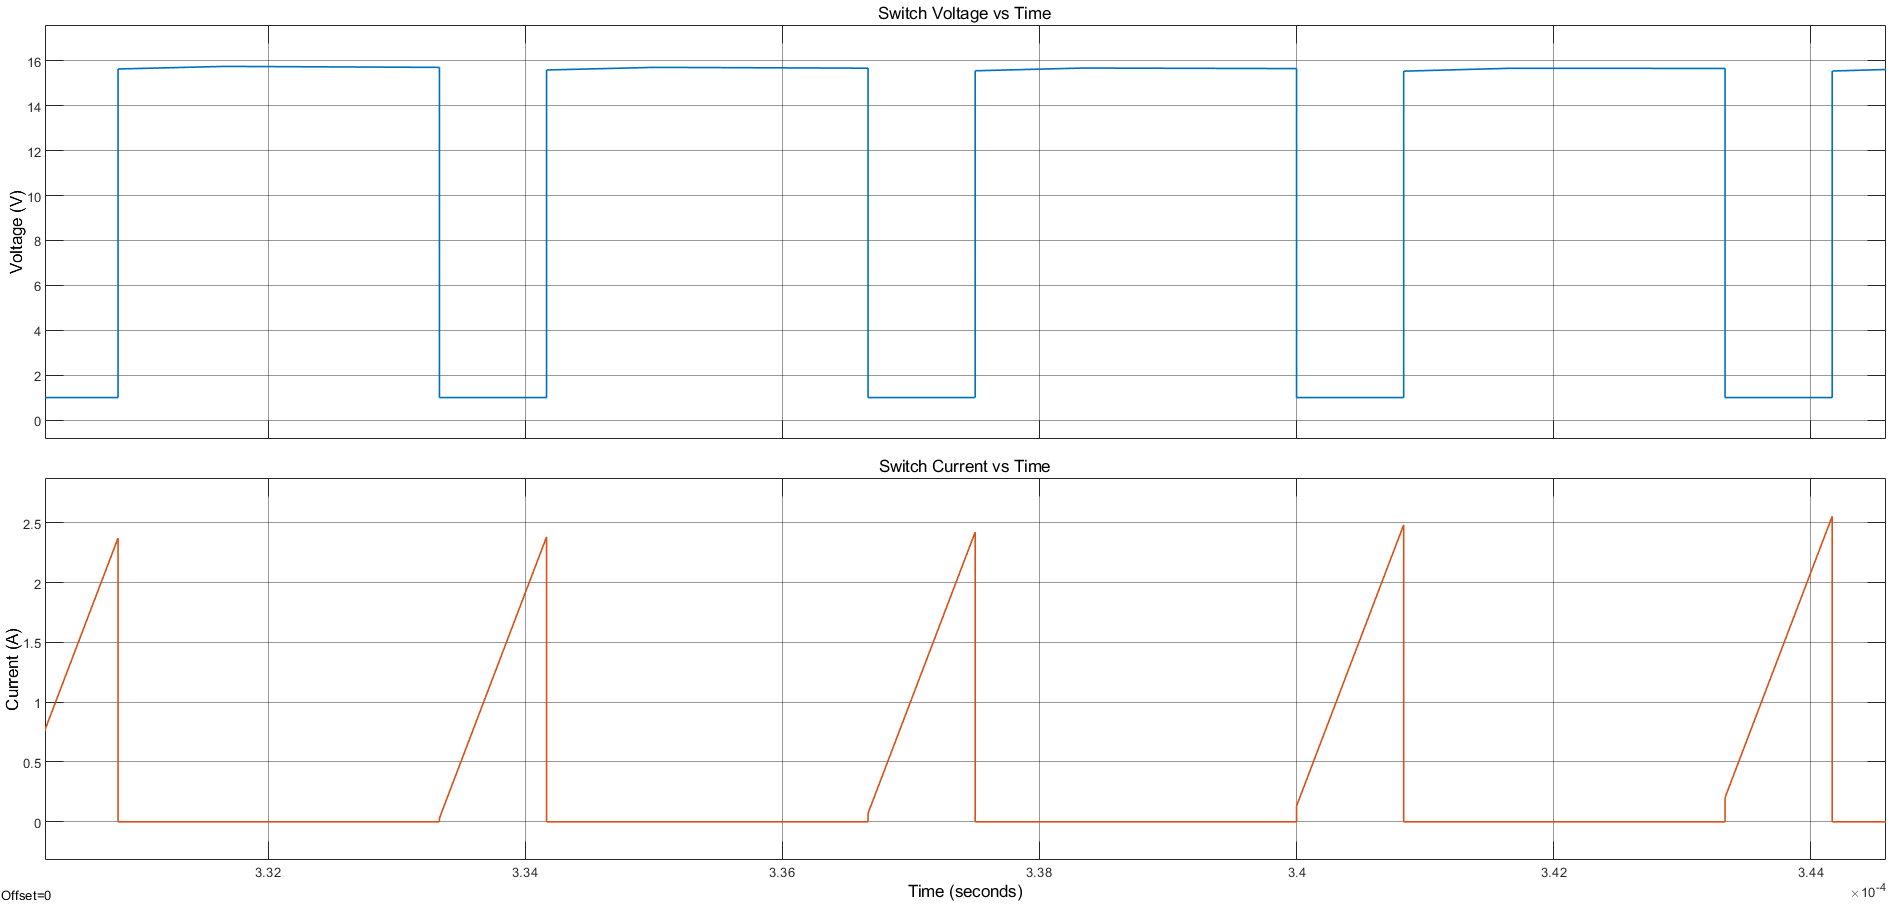 Switch Voltage vs Time
16
14
12
10
8
6
4
2
0
Voltage (V)
Switch Current vs Time
2.5
2
1.5
1
0.5
0
Current (A)
3.32 3.34 3.36 3.38 3.4 3.42 3.44
Time (seconds)
×10-4
Offset=0